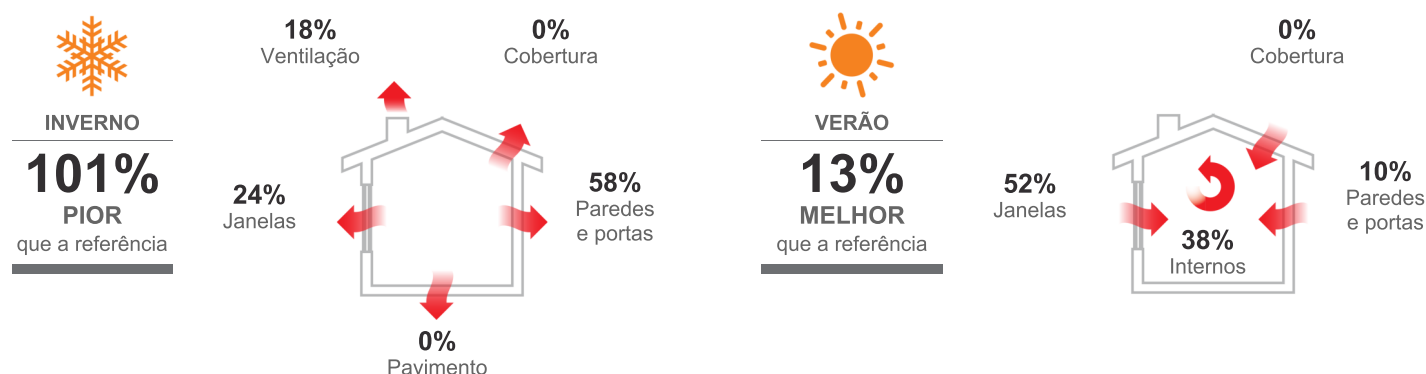 INVERNO
101%
PIOR
que a referência
18%
Ventilação
0%
Cobertura
24%
Janelas
58%
Paredes
e portas
0%
Pavimento
VERÃO
13%
MELHOR
que a referência
0%
Cobertura
52%
Janelas
10%
Paredes
e portas
38%
Internos